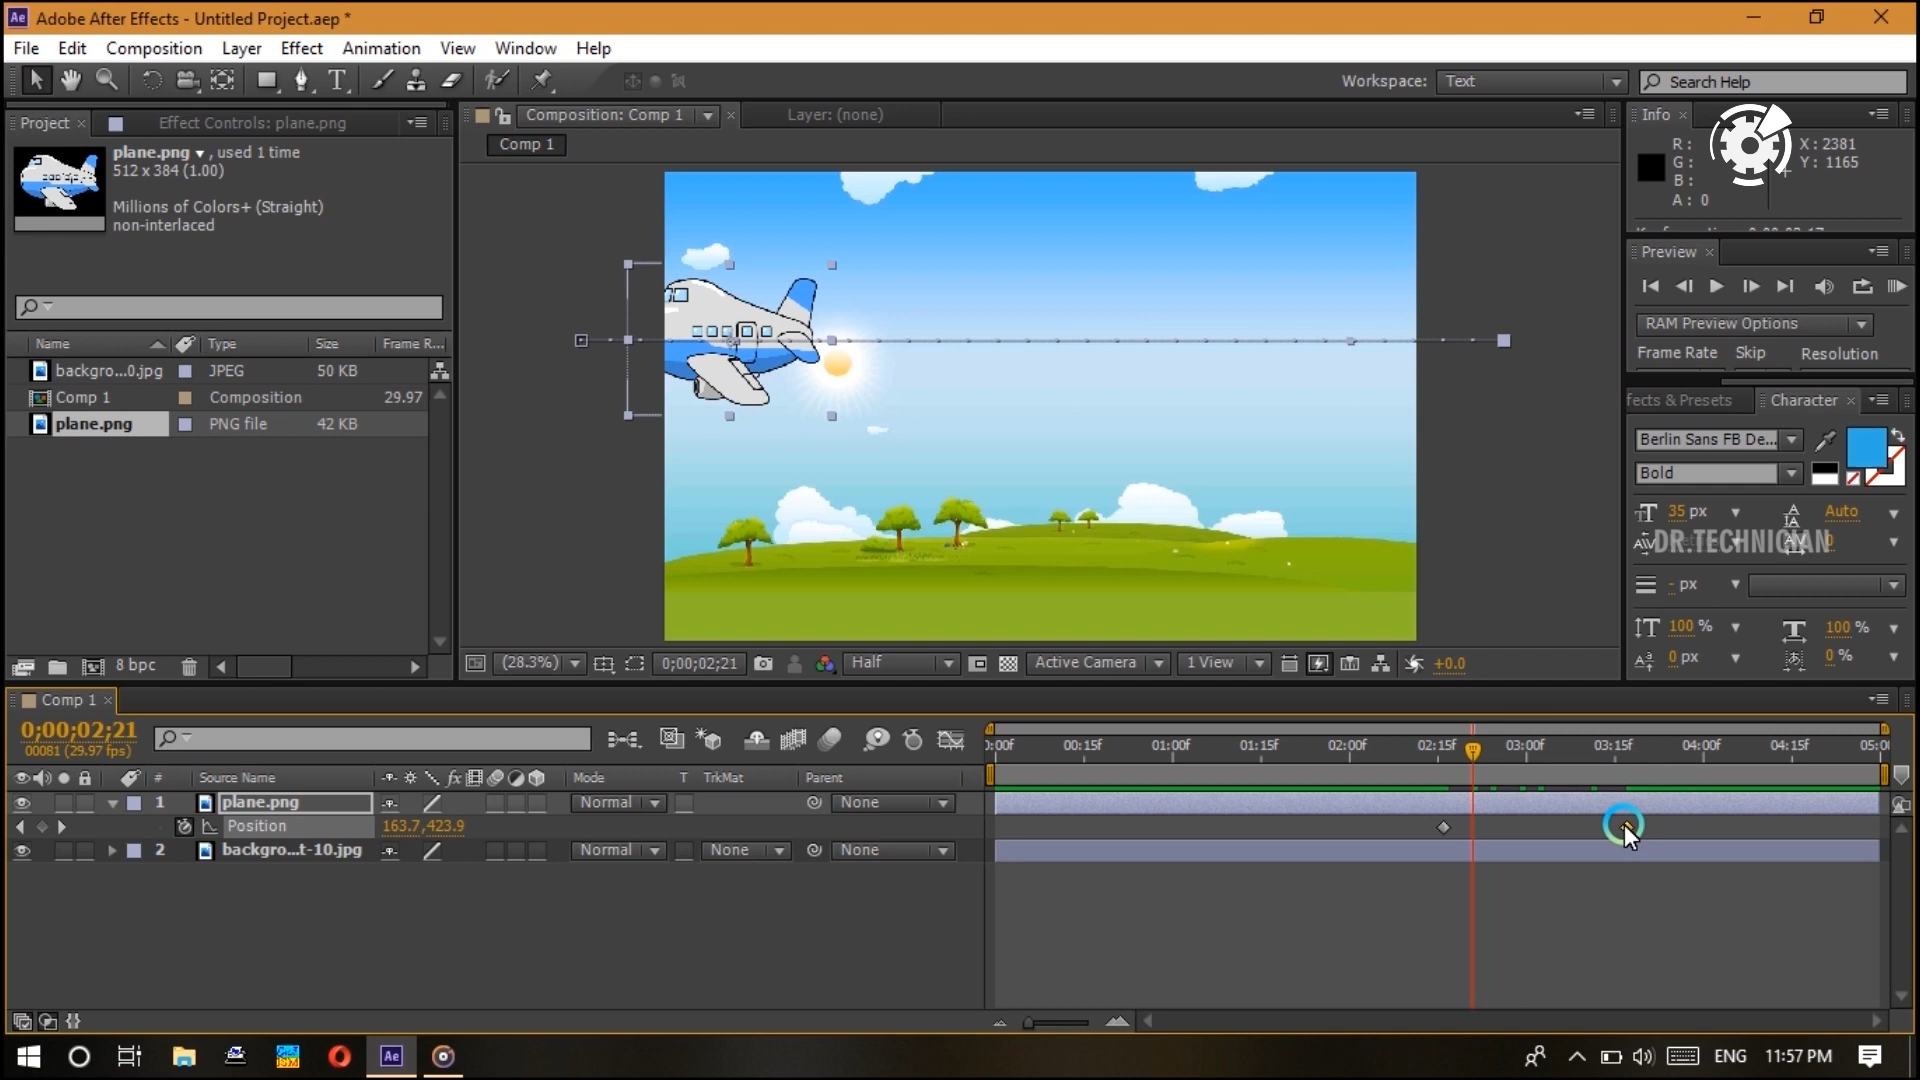 Ae Adobe After Effects - Untitled Project.aep *
File Edit Composition Layer Effect Animation View Window Help
Workspace: Text
Search Help
Project × Effect Controls: plane.png
Composition: Comp 1 × Layer: (none)
Info ×
Comp 1
plane.png , used 1 time
512 x 384 (1.00)
Millions of Colors+ (Straight)
non-interlaced
R :
G :
B :
A : 0
X : 2381
Y : 1165
Preview ×
RAM Preview Options
Frame Rate Skip Resolution
Name Type Size Frame R...
backgro...0.jpg JPEG 50 KB
Comp 1 Composition 29.97
plane.png PNG file 42 KB
fects & Presets Character ×
Berlin Sans FB De...
Bold
35 px Auto
DR.TECHNICIAN
- px
100 % 100 %
0 px 0 %
8 bpc
(28.3%) 0;00;02;21 Half Active Camera 1 View +0.0
Comp 1 ×
0;00;02;21
00081 (29.97 fps)
:00f 00:15f 01:00f 01:15f 02:00f 02:15f 03:00f 03:15f 04:00f 04:15f 05:0
# Source Name fx Mode T TrkMat Parent
1 plane.png Normal None
Position 163.7,423.9
2 backgro...t-10.jpg Normal None None
Ae ENG 11:57 PM